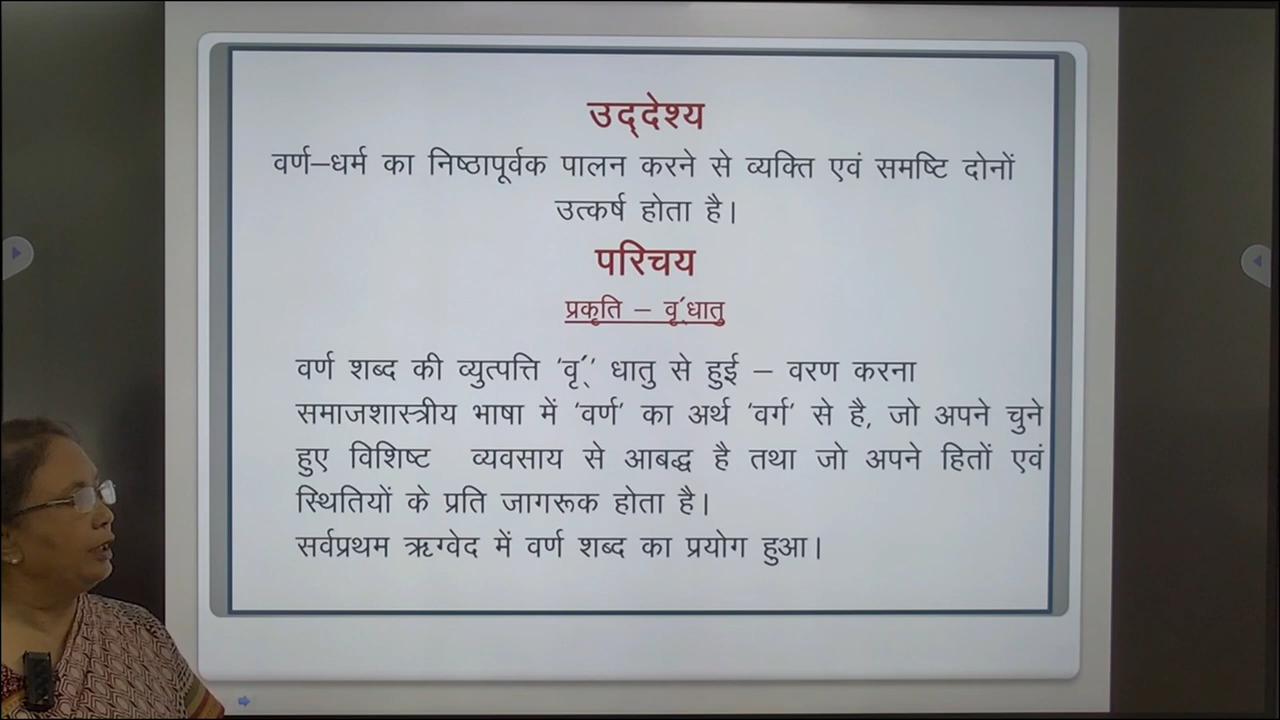 उद्देश्य
वर्ण–धर्म का निष्ठापूर्वक पालन करने से व्यक्ति एवं समष्टि दोनों
उत्कर्ष होता है।
परिचय
प्रकृति – वृ´्धातु
वर्ण शब्द की व्युत्पत्ति ‘वृ´्’ धातु से हुई – वरण करना
समाजशास्त्रीय भाषा में ‘वर्ण’ का अर्थ ‘वर्ग’ से है, जो अपने चुने
हुए विशिष्ट व्यवसाय से आबद्ध है तथा जो अपने हितों एवं
स्थितियों के प्रति जागरूक होता है।
सर्वप्रथम ऋग्वेद में वर्ण शब्द का प्रयोग हुआ।